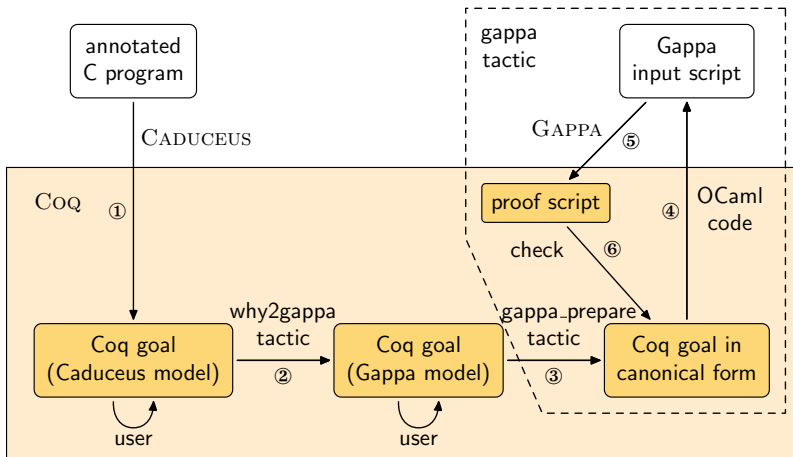 annotated
C program
gappa
tactic
Gappa
input script
CADUCEUS
GAPPA
⑤
COQ
①
proof script
④
OCaml
code
check
⑥
why2gappa
tactic
gappa_prepare
tactic
Coq goal
(Caduceus model)
②
Coq goal
(Gappa model)
③
Coq goal in
canonical form
user
user